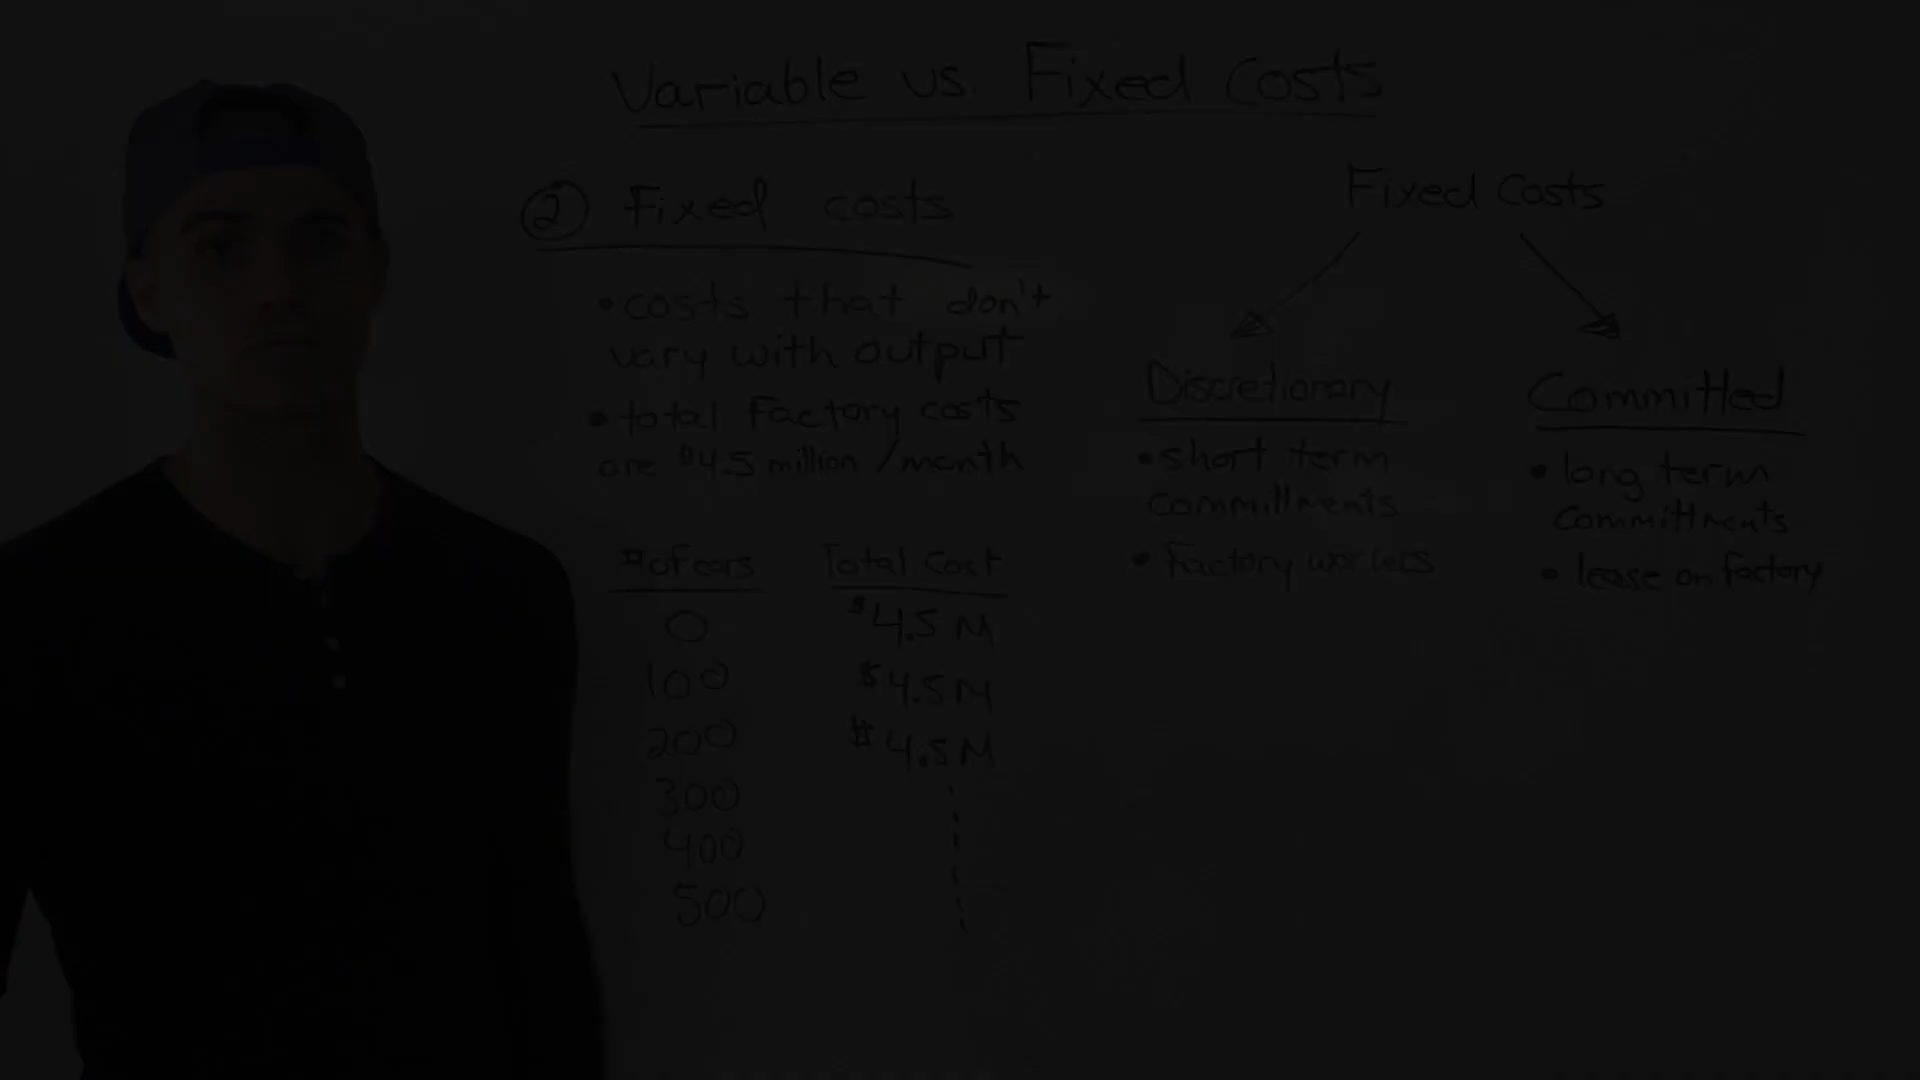 Variable vs. Fixed Costs
② Fixed costs
• costs that don't
vary with output
• total Factory costs
are $4.5 million / month
# of cars Total Cost
0 $4.5 M
100 $4.5 M
200 $4.5 M
300
400
500
Fixed Costs
Discretionary
• short term
committments
• Factory workers
Committed
• long term
committments
• lease on factory